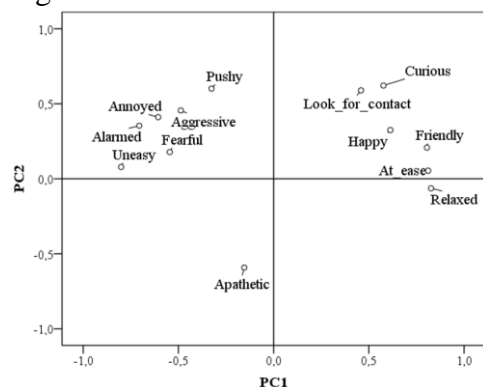 1,0
Curious
Pushy
0,5
Look_for_contact
Annoyed
Aggressive
Alarmed
Fearful
Happy
Friendly
Uneasy
At_ease
0,0
Relaxed
PC2
-0,5
Apathetic
-1,0
-1,0 -0,5 0,0 0,5 1,0
PC1